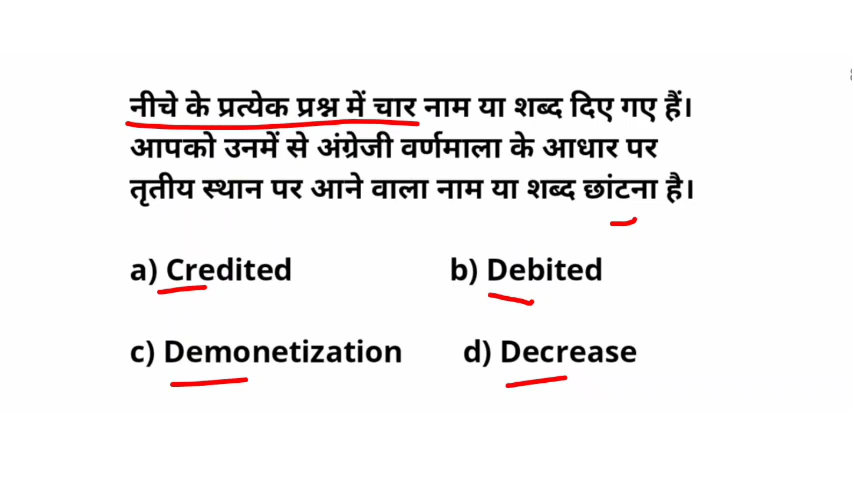 नीचे के प्रत्येक प्रश्न में चार नाम या शब्द दिए गए हैं।
आपको उनमें से अंग्रेजी वर्णमाला के आधार पर
तृतीय स्थान पर आने वाला नाम या शब्द छांटना है।
a) Credited b) Debited
c) Demonetization d) Decrease